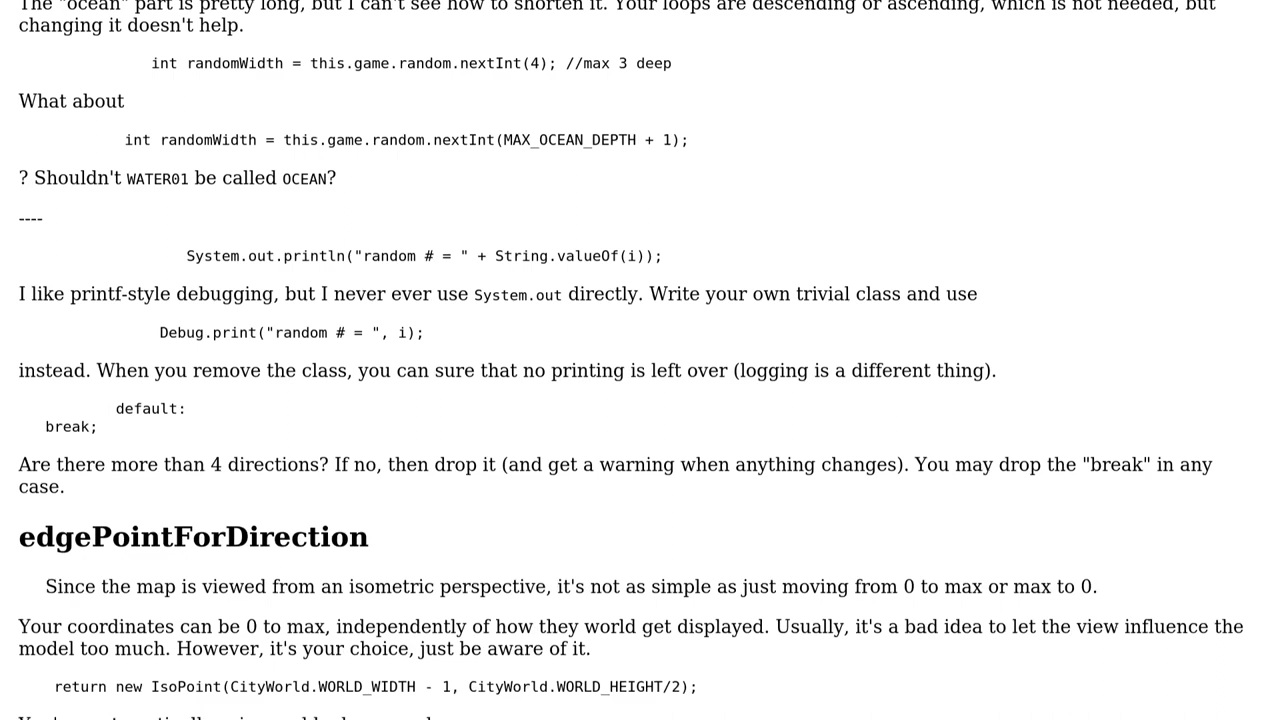 The "ocean" part is pretty long, but I can't see how to shorten it. Your loops are descending or ascending, which is not needed, but
changing it doesn't help.
int randomWidth = this.game.random.nextInt(4); //max 3 deep
What about
int randomWidth = this.game.random.nextInt(MAX_OCEAN_DEPTH + 1);
? Shouldn't WATER01 be called OCEAN?
----
System.out.println("random # = " + String.valueOf(i));
I like printf-style debugging, but I never ever use System.out directly. Write your own trivial class and use
Debug.print("random # = ", i);
instead. When you remove the class, you can sure that no printing is left over (logging is a different thing).
default:
break;
Are there more than 4 directions? If no, then drop it (and get a warning when anything changes). You may drop the "break" in any
case.
edgePointForDirection
Since the map is viewed from an isometric perspective, it's not as simple as just moving from 0 to max or max to 0.
Your coordinates can be 0 to max, independently of how they world get displayed. Usually, it's a bad idea to let the view influence the
model too much. However, it's your choice, just be aware of it.
return new IsoPoint(CityWorld.WORLD_WIDTH - 1, CityWorld.WORLD_HEIGHT/2);